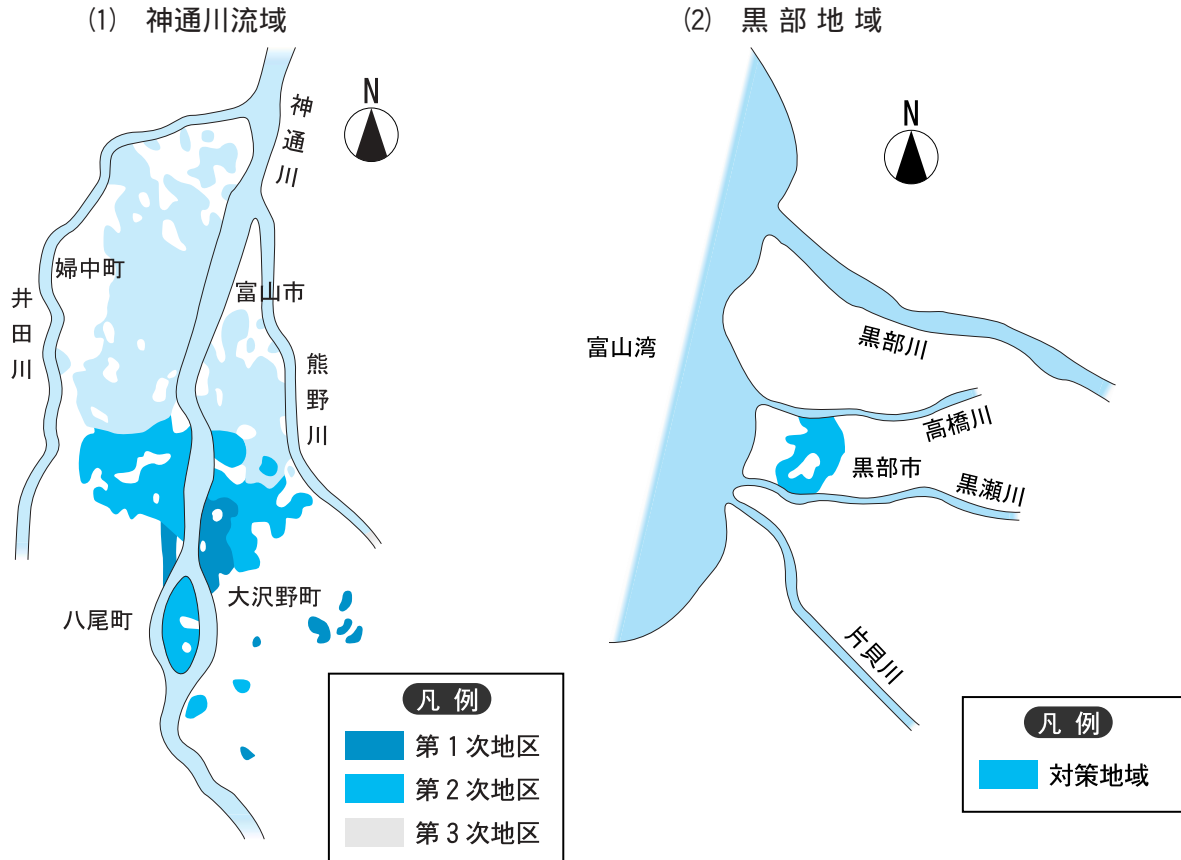 (1) 神通川流域
N
神通川
婦中町
富山市
井田川
熊野川
八尾町
大沢野町
凡例
第1次地区
第2次地区
第3次地区
(2) 黒部地域
N
富山湾
黒部川
高橋川
黒部市
黒瀬川
片貝川
凡例
対策地域